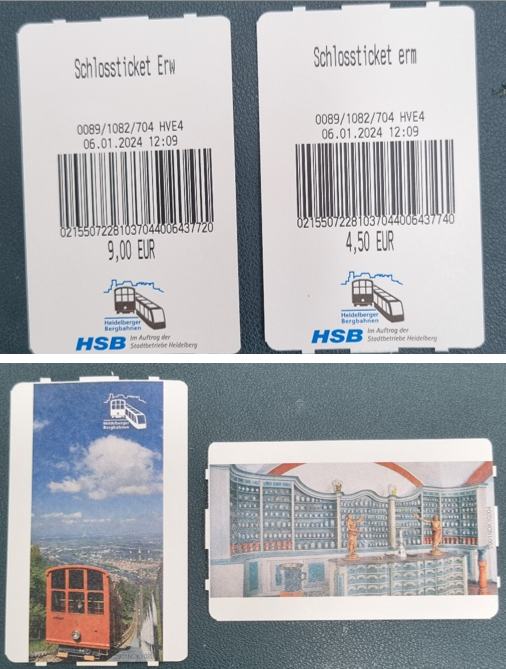 Schlossticket Erw
0089/1082/704 HVE4
06.01.2024 12:09
02155072281037044006437720
9,00 EUR
Heidelberger
Bergbahnen
HSB
Im Auftrag der
Stadtbetriebe Heidelberg
Schlossticket erm
0089/1082/704 HVE4
06.01.2024 12:09
02155072281037044006437740
4,50 EUR
Heidelberger
Bergbahnen
HSB
Im Auftrag der
Stadtbetriebe Heidelberg
Heidelberger
Bergbahnen